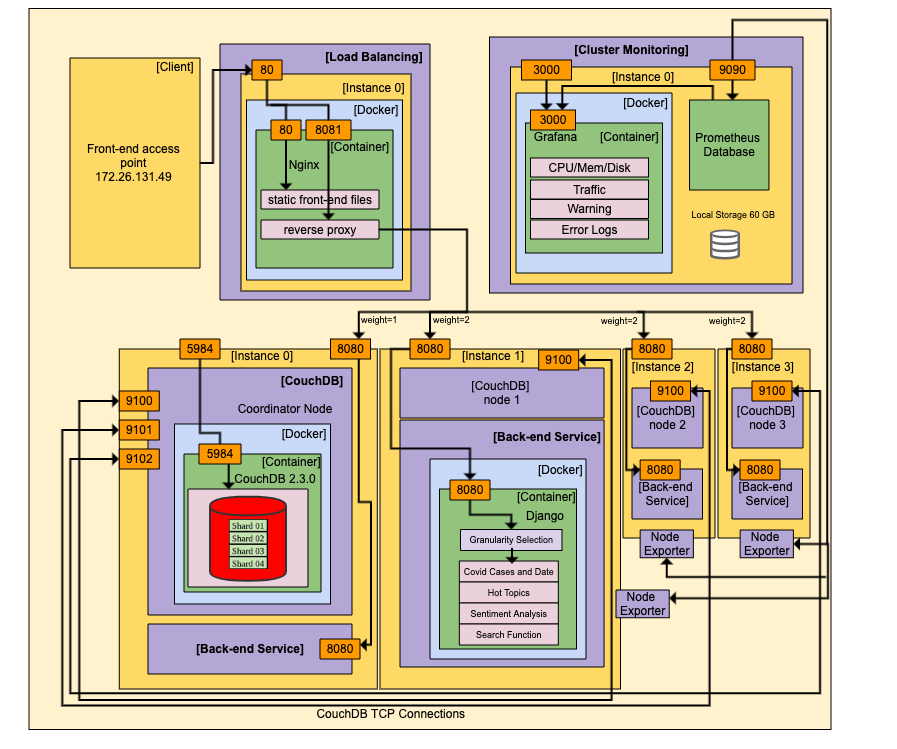 [Client]
Front-end access
point
172.26.131.49
[Load Balancing]
80
[Instance 0]
[Docker]
80
8081
[Container]
Nginx
static front-end files
reverse proxy
[Cluster Monitoring]
3000
9090
[Instance 0]
[Docker]
3000
Grafana
[Container]
CPU/Mem/Disk
Traffic
Warning
Error Logs
Prometheus
Database
Local Storage 60 GB
weight=1
weight=2
weight=2
weight=2
5984
[Instance 0]
8080
[CouchDB]
9100
9101
9102
Coordinator Node
[Docker]
5984
[Container]
CouchDB 2.3.0
Shard 01
Shard 02
Shard 03
Shard 04
[Back-end Service]
8080
8080
[Instance 1]
9100
[CouchDB]
node 1
[Back-end Service]
[Docker]
8080
[Container]
Django
Granularity Selection
Covid Cases and Date
Hot Topics
Sentiment Analysis
Search Function
8080
[Instance 2]
9100
[CouchDB]
node 2
8080
[Back-end
Service]
Node
Exporter
8080
[Instance 3]
9100
[CouchDB]
node 3
8080
[Back-end
Service]
Node
Exporter
Node
Exporter
CouchDB TCP Connections